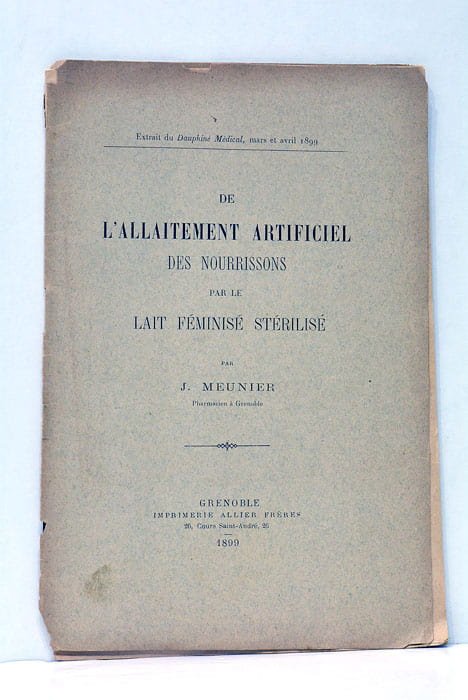 Extrait du Dauphiné Médical, mars et avril 1899
DE
L'ALLAITEMENT ARTIFICIEL
DES NOURRISSONS
PAR LE
LAIT FÉMINISÉ STÉRILISÉ
PAR
J. MEUNIER
Pharmacien à Grenoble
GRENOBLE
IMPRIMERIE ALLIER FRÈRES
26, Cours Saint-André, 26
1899